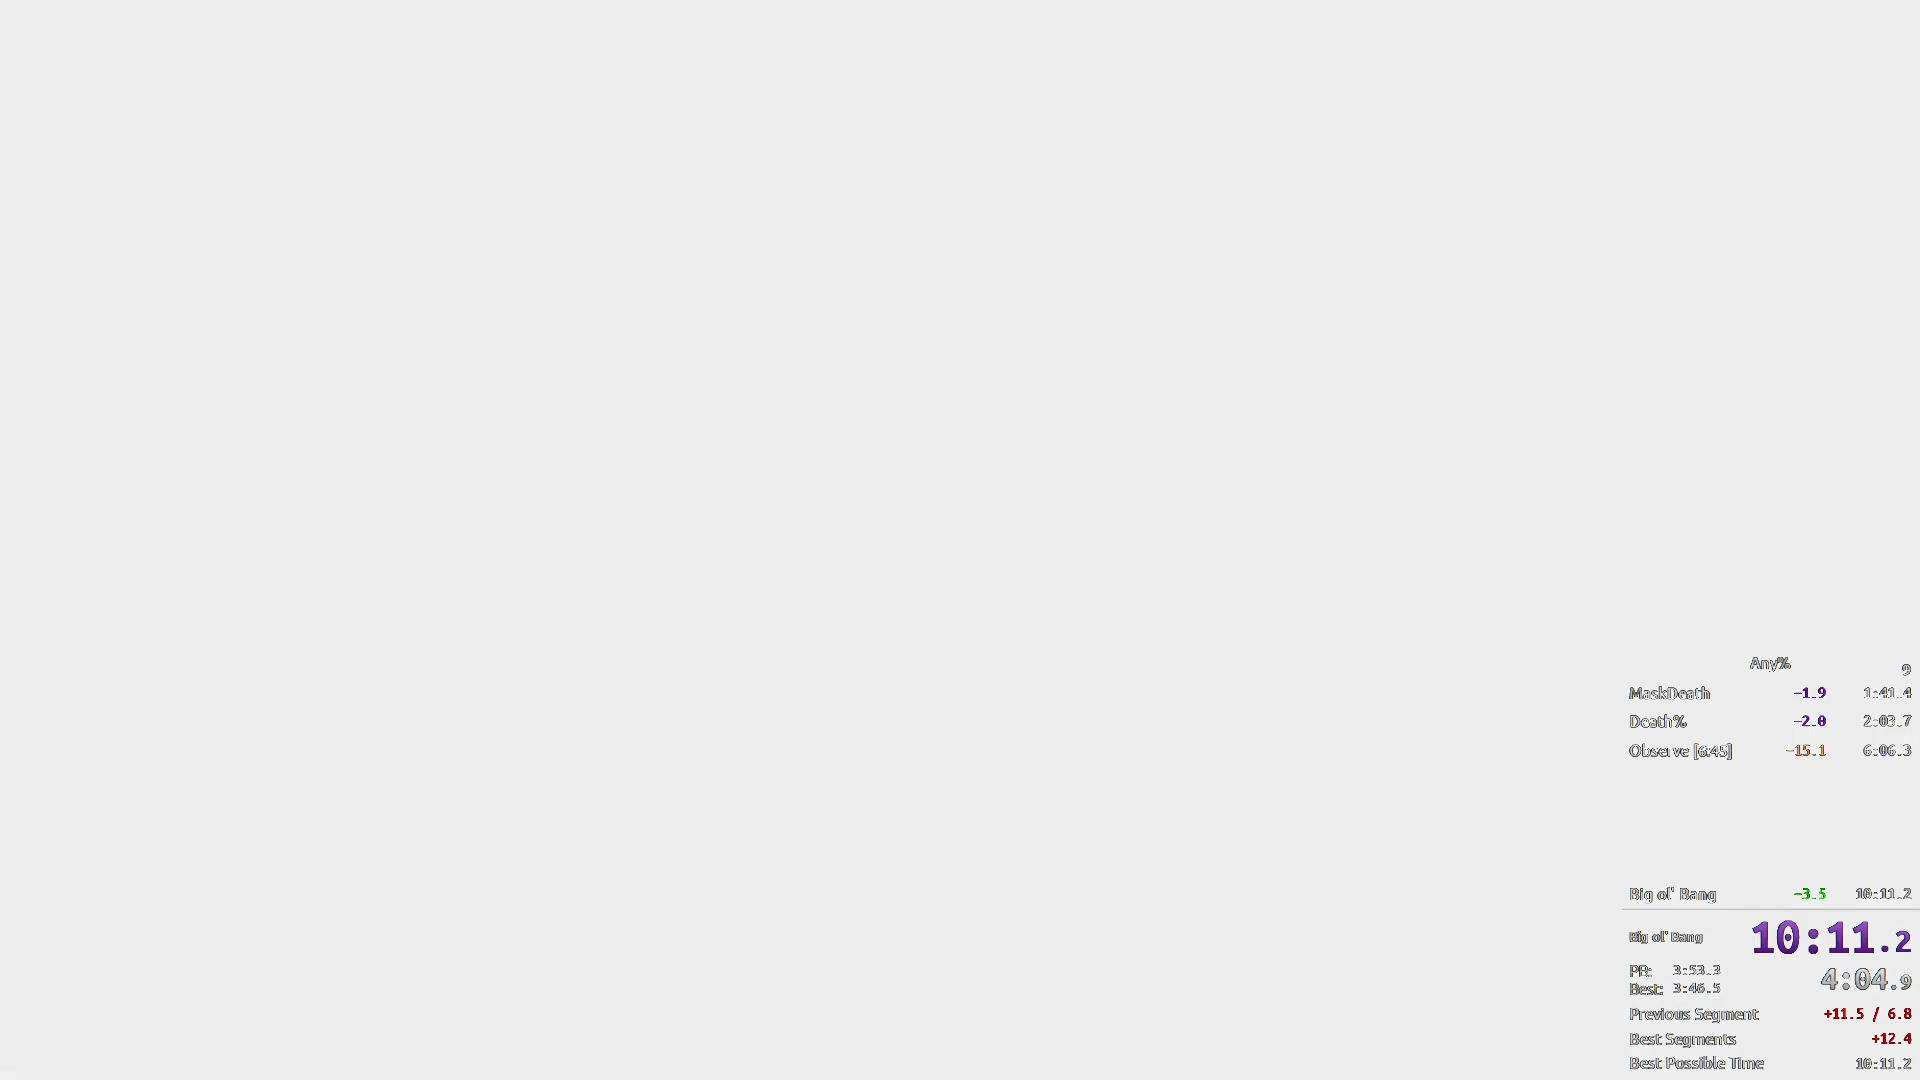 Any%
9
MaskDeath -1.9 1:41.4
Death% -2.0 2:03.7
Observe [6:45] -15.1 6:06.3
Big ol' Bang -3.5 10:11.2
Big ol' Bang 10:11.2
PR: 3:53.3 4:04.9
Best: 3:46.5
Previous Segment +11.5 / 6.8
Best Segments +12.4
Best Possible Time 10:11.2